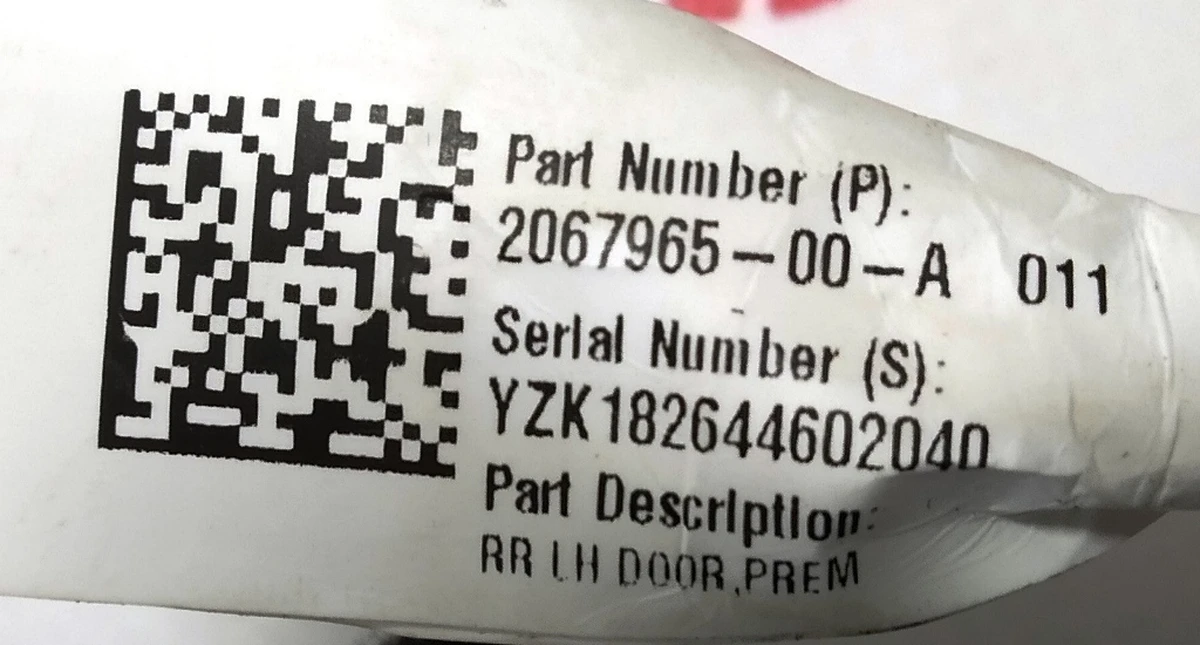 Part Number (P):
2067965-00-A 011
Serial Number (S):
YZK182644602040
Part Description:
RR LH DOOR,PREM